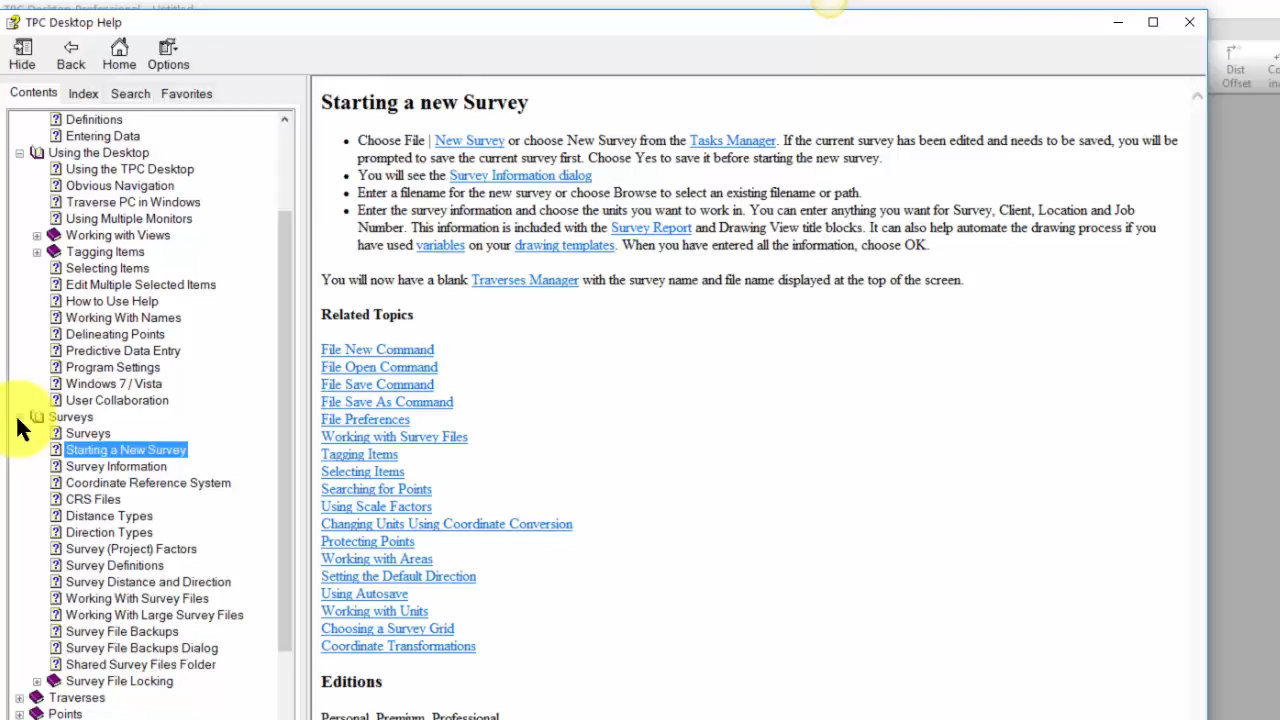 TPC Desktop Help
Hide
Back
Home
Options
Contents
Index
Search
Favorites
Definitions
Entering Data
Using the Desktop
Using the TPC Desktop
Obvious Navigation
Traverse PC in Windows
Using Multiple Monitors
Working with Views
Tagging Items
Selecting Items
Edit Multiple Selected Items
How to Use Help
Working With Names
Delineating Points
Predictive Data Entry
Program Settings
Windows 7 / Vista
User Collaboration
Surveys
Surveys
Starting a New Survey
Survey Information
Coordinate Reference System
CRS Files
Distance Types
Direction Types
Survey (Project) Factors
Survey Definitions
Survey Distance and Direction
Working With Survey Files
Working With Large Survey Files
Survey File Backups
Survey File Backups Dialog
Shared Survey Files Folder
Survey File Locking
Traverses
Points
Starting a new Survey
• Choose File | New Survey or choose New Survey from the Tasks Manager. If the current survey has been edited and needs to be saved, you will be
prompted to save the current survey first. Choose Yes to save it before starting the new survey.
• You will see the Survey Information dialog
• Enter a filename for the new survey or choose Browse to select an existing filename or path.
• Enter the survey information and choose the units you want to work in. You can enter anything you want for Survey, Client, Location and Job
Number. This information is included with the Survey Report and Drawing View title blocks. It can also help automate the drawing process if you
have used variables on your drawing templates. When you have entered all the information, choose OK.
You will now have a blank Traverses Manager with the survey name and file name displayed at the top of the screen.
Related Topics
File New Command
File Open Command
File Save Command
File Save As Command
File Preferences
Working with Survey Files
Tagging Items
Selecting Items
Searching for Points
Using Scale Factors
Changing Units Using Coordinate Conversion
Protecting Points
Working with Areas
Setting the Default Direction
Using Autosave
Working with Units
Choosing a Survey Grid
Coordinate Transformations
Editions
Personal, Premium, Professional
Dist
Offset